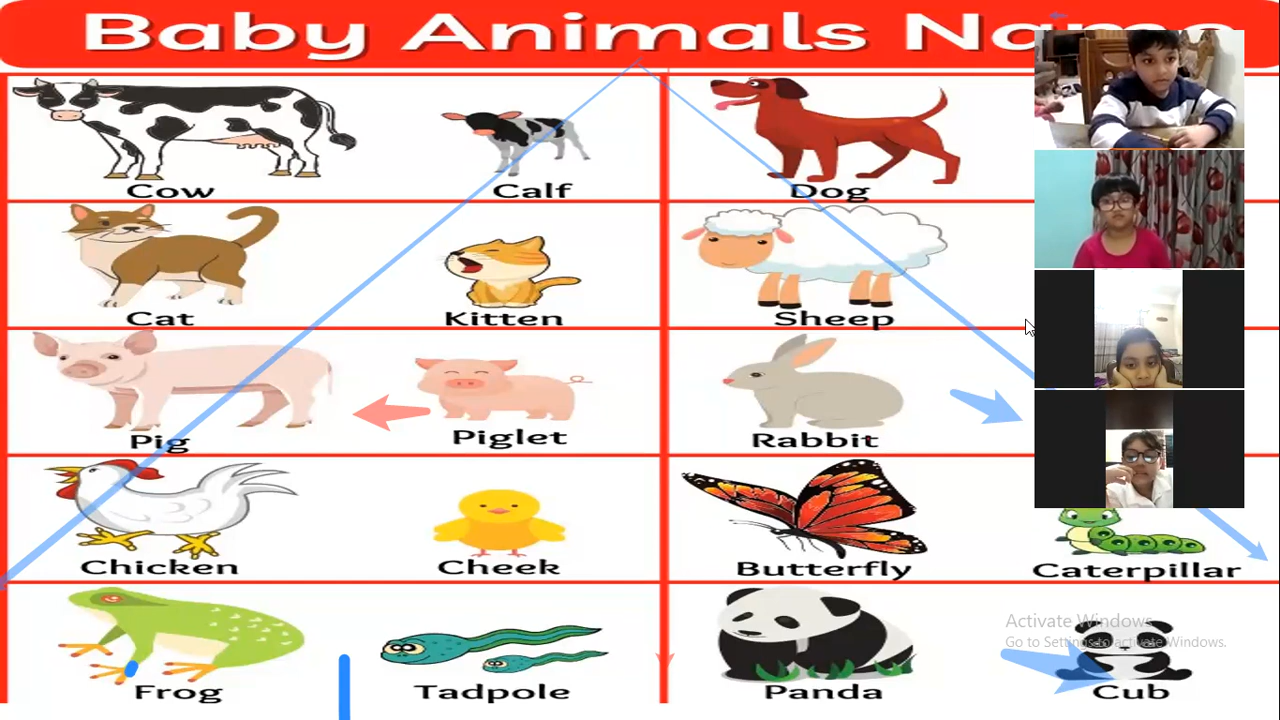 Baby Animals Name
Cow Calf Dog
Cat Kitten Sheep
Pig Piglet Rabbit
Chicken Cheek Butterfly Caterpillar
Frog Tadpole Panda Cub
Activate Windows
Go to Settings to activate Windows.